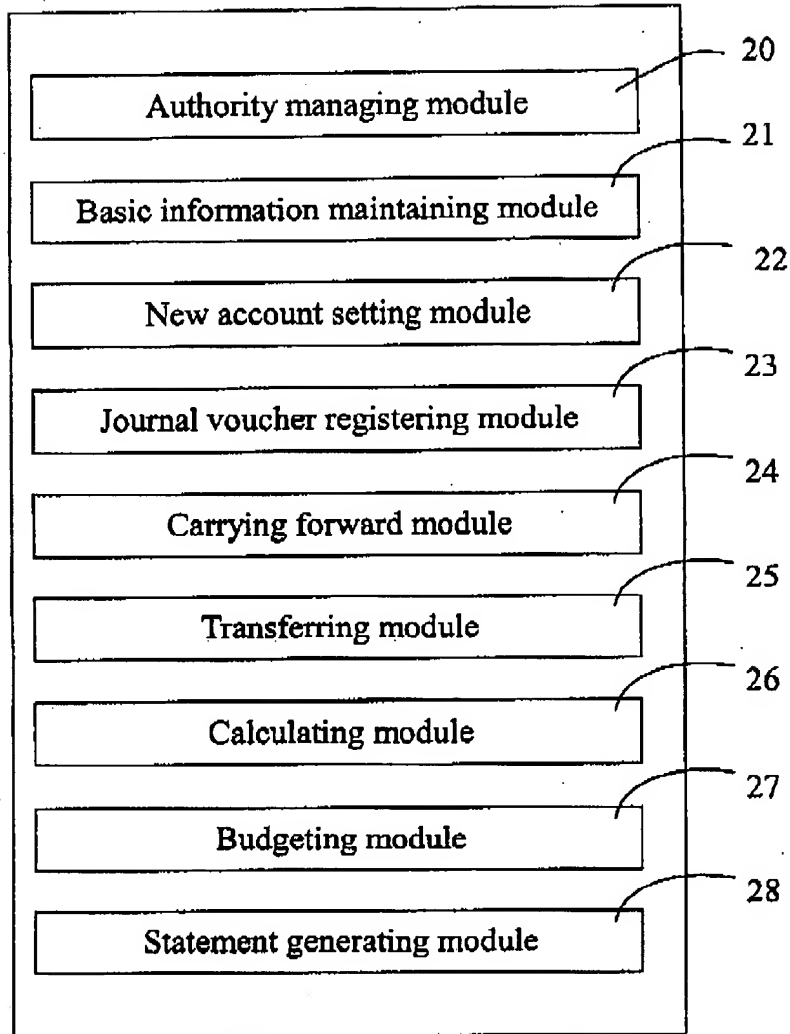 Authority managing module 20
Basic information maintaining module 21
New account setting module 22
Journal voucher registering module 23
Carrying forward module 24
Transferring module 25
Calculating module 26
Budgeting module 27
Statement generating module 28